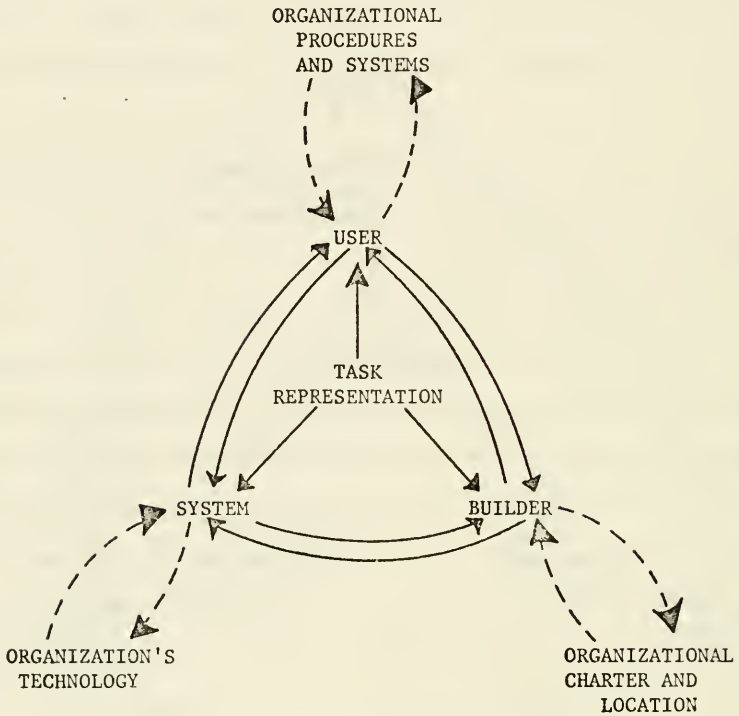 ORGANIZATIONAL
PROCEDURES
AND SYSTEMS
USER
TASK
REPRESENTATION
SYSTEM
BUILDER
ORGANIZATION'S
TECHNOLOGY
ORGANIZATIONAL
CHARTER AND
LOCATION